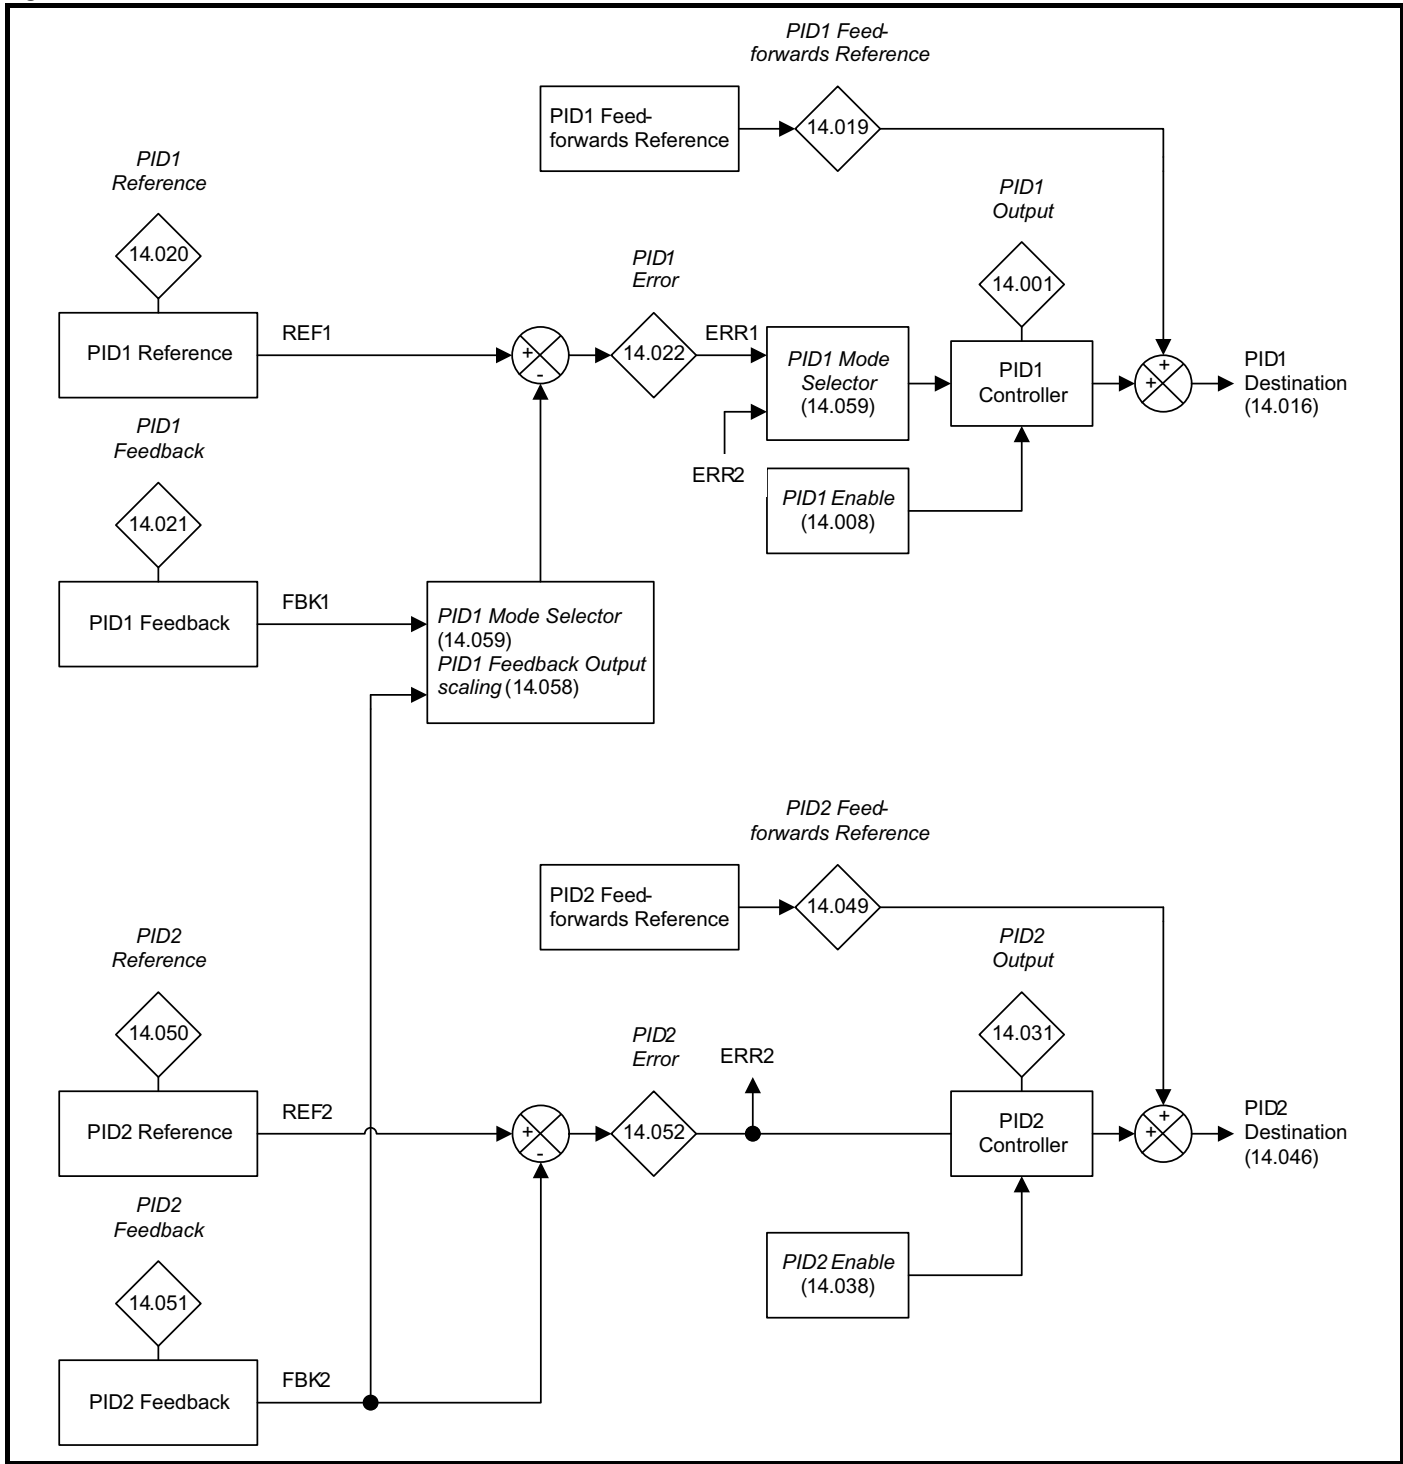 PID1 Feed-
forwards Reference
PID1 Feed-
forwards Reference
14.019
PID1
Reference
14.020
PID1
Output
14.001
PID1
Error
PID1 Reference
REF1
+
-
14.022
ERR1
PID1 Mode
Selector
(14.059)
ERR2
PID1
Controller
+
+
PID1
Destination
(14.016)
PID1
Feedback
14.021
PID1 Enable
(14.008)
PID1 Feedback
FBK1
PID1 Mode Selector
(14.059)
PID1 Feedback Output
scaling (14.058)
PID2 Feed-
forwards Reference
PID2 Feed-
forwards Reference
14.049
PID2
Reference
14.050
PID2
Output
14.031
PID2
Error
ERR2
PID2 Reference
REF2
+
-
14.052
PID2
Controller
+
+
PID2
Destination
(14.046)
PID2
Feedback
14.051
PID2 Enable
(14.038)
PID2 Feedback
FBK2